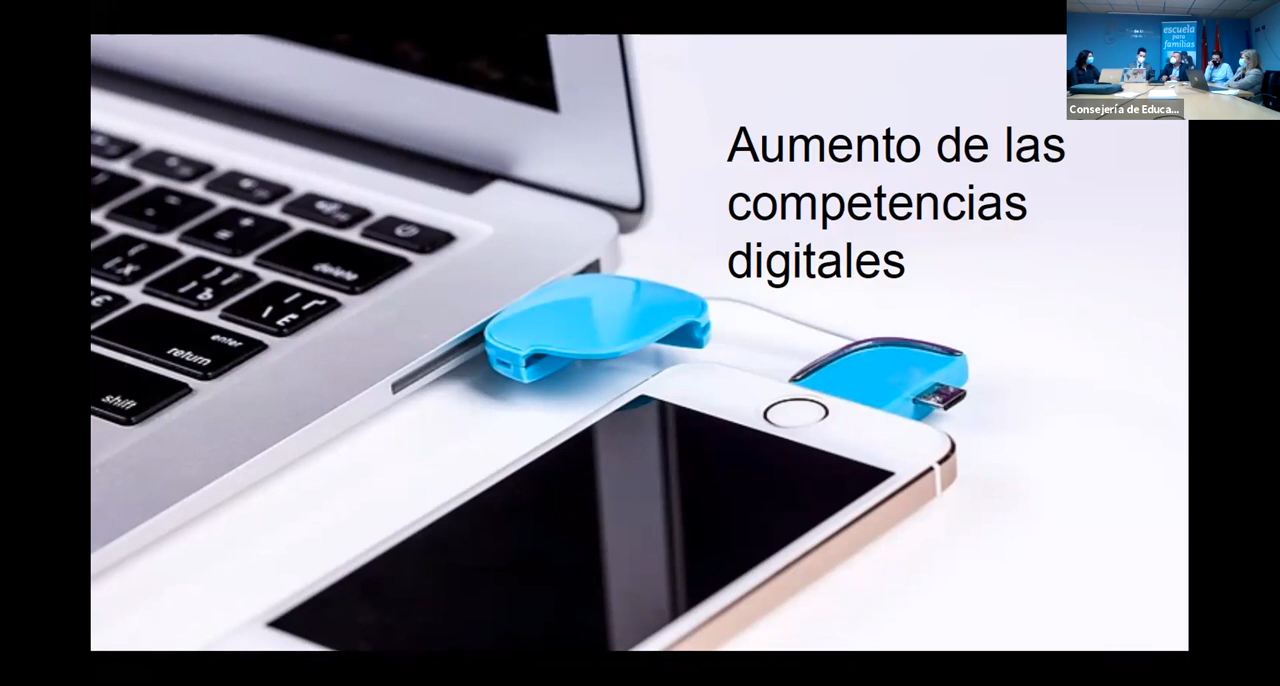 escuela
para
familias
Consejería de Educa...
Aumento de las
competencias
digitales
delete
enter
return
shift